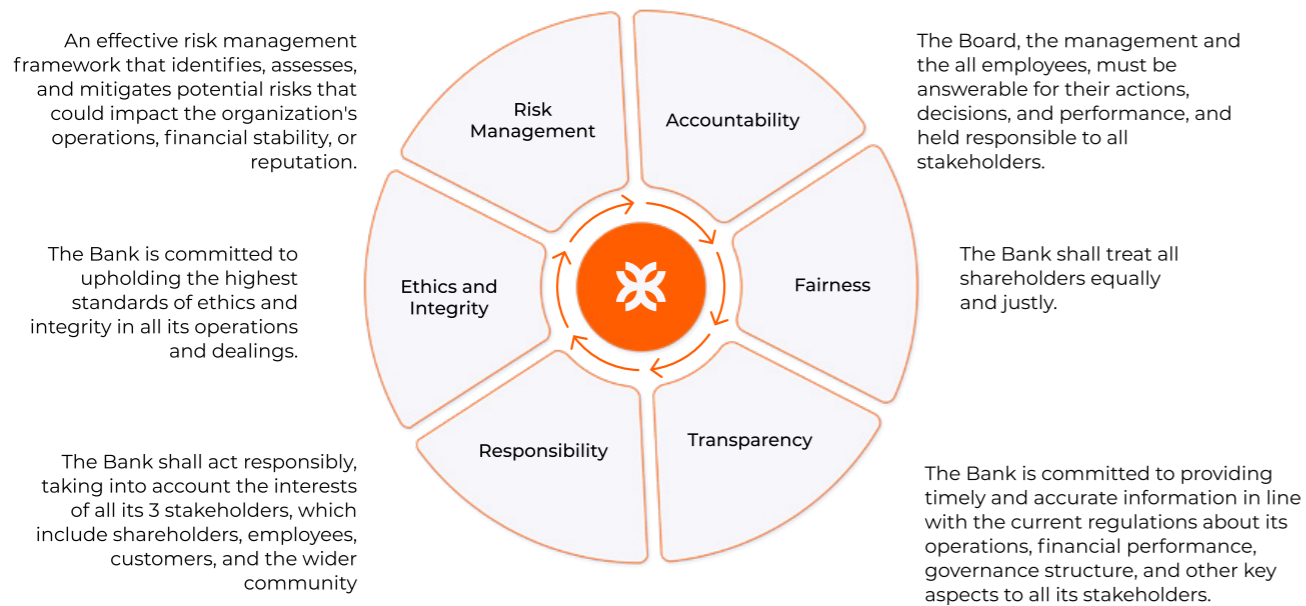 An effective risk management
framework that identifies, assesses,
and mitigates potential risks that
could impact the organization's
operations, financial stability, or
reputation.
Risk
Management
Accountability
The Board, the management and
the all employees, must be
answerable for their actions,
decisions, and performance, and
held responsible to all
stakeholders.
The Bank is committed to
upholding the highest
standards of ethics and
integrity in all its operations
and dealings.
Ethics and
Integrity
Fairness
The Bank shall treat all
shareholders equally
and justly.
The Bank shall act responsibly,
taking into account the interests
of all its 3 stakeholders, which
include shareholders, employees,
customers, and the wider
community
Responsibility
Transparency
The Bank is committed to providing
timely and accurate information in line
with the current regulations about its
operations, financial performance,
governance structure, and other key
aspects to all its stakeholders.